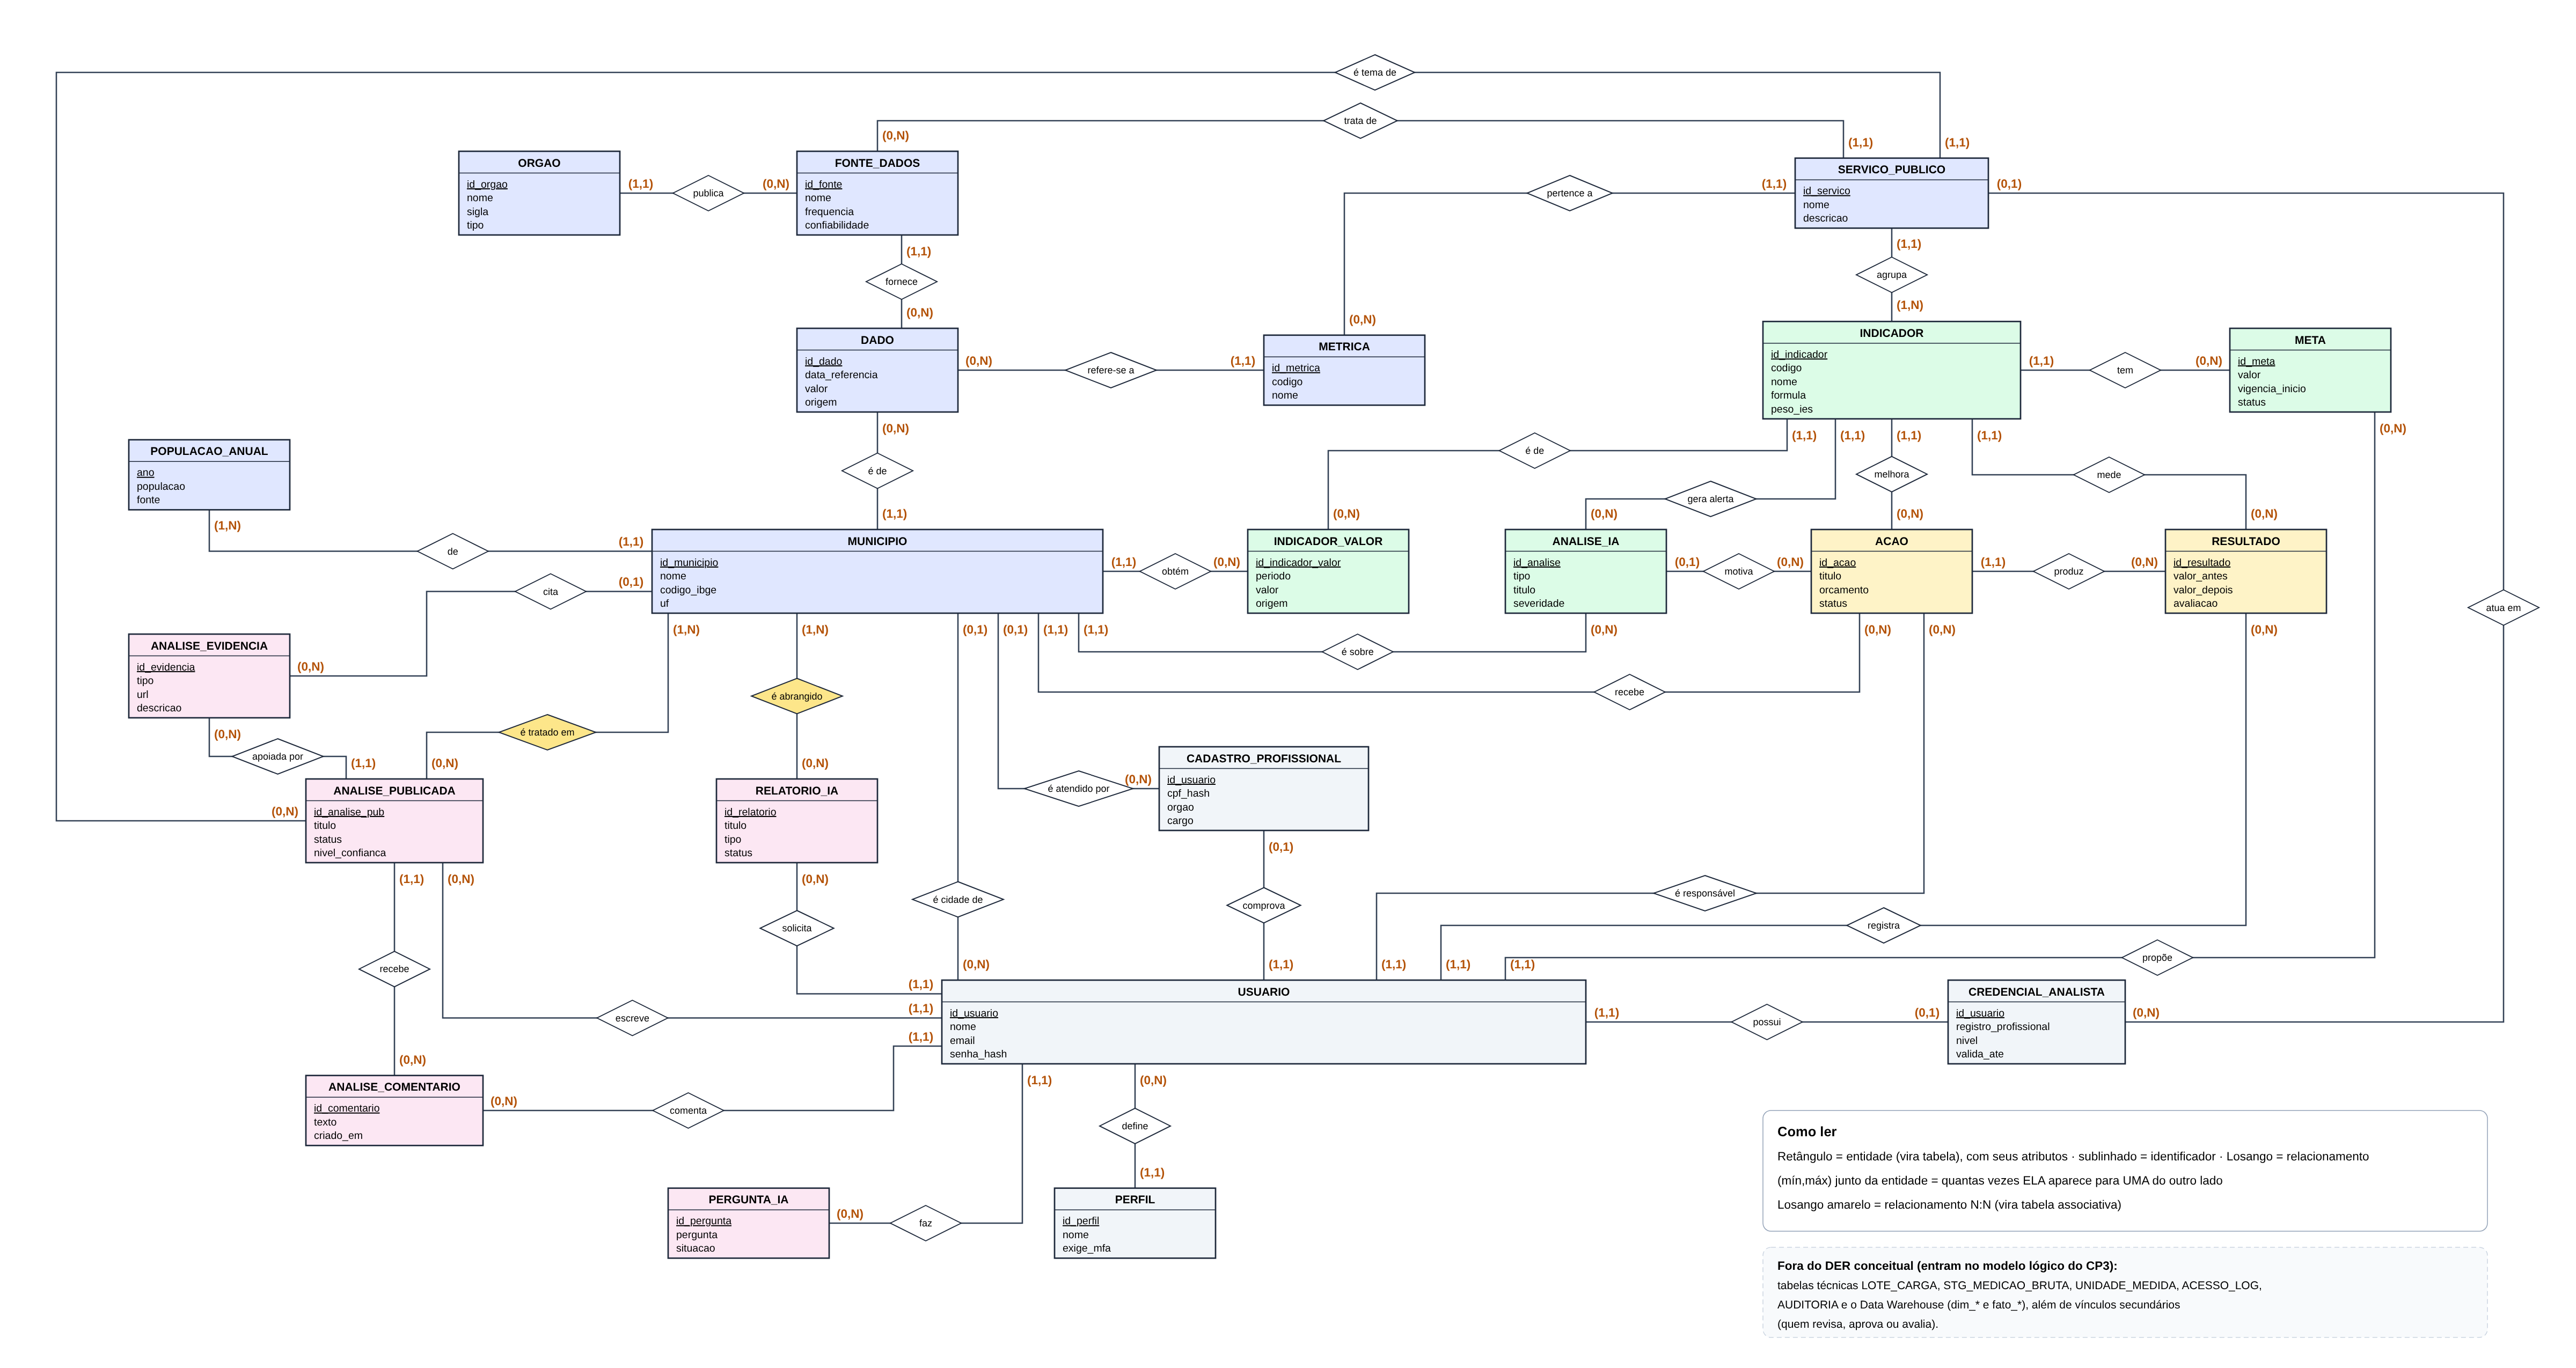 é tema de
trata de
(0,N)
(1,1)
(1,1)
ORGAO
id_orgao
nome
sigla
tipo
(1,1)
publica
(0,N)
FONTE_DADOS
id_fonte
nome
frequencia
confiabilidade
pertence a
(1,1)
SERVICO_PUBLICO
id_servico
nome
descricao
(0,1)
(1,1)
fornece
(0,N)
(1,1)
agrupa
(1,N)
(0,N)
DADO
id_dado
data_referencia
valor
origem
(0,N)
refere-se a
(1,1)
METRICA
id_metrica
codigo
nome
INDICADOR
id_indicador
codigo
nome
formula
peso_ies
(1,1)
tem
(0,N)
META
id_meta
valor
vigencia_inicio
status
(0,N)
(0,N)
é de
(1,1)
POPULACAO_ANUAL
ano
populacao
fonte
(1,N)
de
(1,1)
é de
(1,1)
(1,1)
(1,1)
(1,1)
gera alerta
melhora
mede
(0,N)
(0,N)
(0,N)
(0,N)
MUNICIPIO
id_municipio
nome
codigo_ibge
uf
(1,1)
obtém
(0,N)
INDICADOR_VALOR
id_indicador_valor
periodo
valor
origem
ANALISE_IA
id_analise
tipo
titulo
severidade
(0,1)
motiva
(0,N)
ACAO
id_acao
titulo
orcamento
status
(1,1)
produz
(0,N)
RESULTADO
id_resultado
valor_antes
valor_depois
avaliacao
atua em
cita
(0,1)
(1,N)
(1,N)
(0,1)
(0,1)
(1,1)
(1,1)
é sobre
(0,N)
(0,N)
(0,N)
(0,N)
recebe
ANALISE_EVIDENCIA
id_evidencia
tipo
url
descricao
(0,N)
(0,N)
apoiada por
(1,1)
é tratado em
(0,N)
é abrangido
(0,N)
ANALISE_PUBLICADA
id_analise_pub
titulo
status
nivel_confianca
(0,N)
RELATORIO_IA
id_relatorio
titulo
tipo
status
é atendido por
(0,N)
CADASTRO_PROFISSIONAL
id_usuario
cpf_hash
orgao
cargo
(1,1)
(0,N)
(0,N)
solicita
é cidade de
(0,1)
comprova
é responsável
registra
propõe
recebe
(0,N)
(1,1)
(1,1)
(1,1)
(1,1)
(1,1)
escreve
(1,1)
(1,1)
USUARIO
id_usuario
nome
email
senha_hash
(1,1)
possui
(0,1)
CREDENCIAL_ANALISTA
id_usuario
registro_profissional
nivel
valida_ate
(0,N)
(0,N)
ANALISE_COMENTARIO
id_comentario
texto
criado_em
(0,N)
comenta
(1,1)
(0,N)
define
(1,1)
PERGUNTA_IA
id_pergunta
pergunta
situacao
(0,N)
faz
PERFIL
id_perfil
nome
exige_mfa
Como ler
Retângulo = entidade (vira tabela), com seus atributos · sublinhado = identificador · Losango = relacionamento
(mín,máx) junto da entidade = quantas vezes ELA aparece para UMA do outro lado
Losango amarelo = relacionamento N:N (vira tabela associativa)
Fora do DER conceitual (entram no modelo lógico do CP3):
tabelas técnicas LOTE_CARGA, STG_MEDICAO_BRUTA, UNIDADE_MEDIDA, ACESSO_LOG,
AUDITORIA e o Data Warehouse (dim_* e fato_*), além de vínculos secundários
(quem revisa, aprova ou avalia).